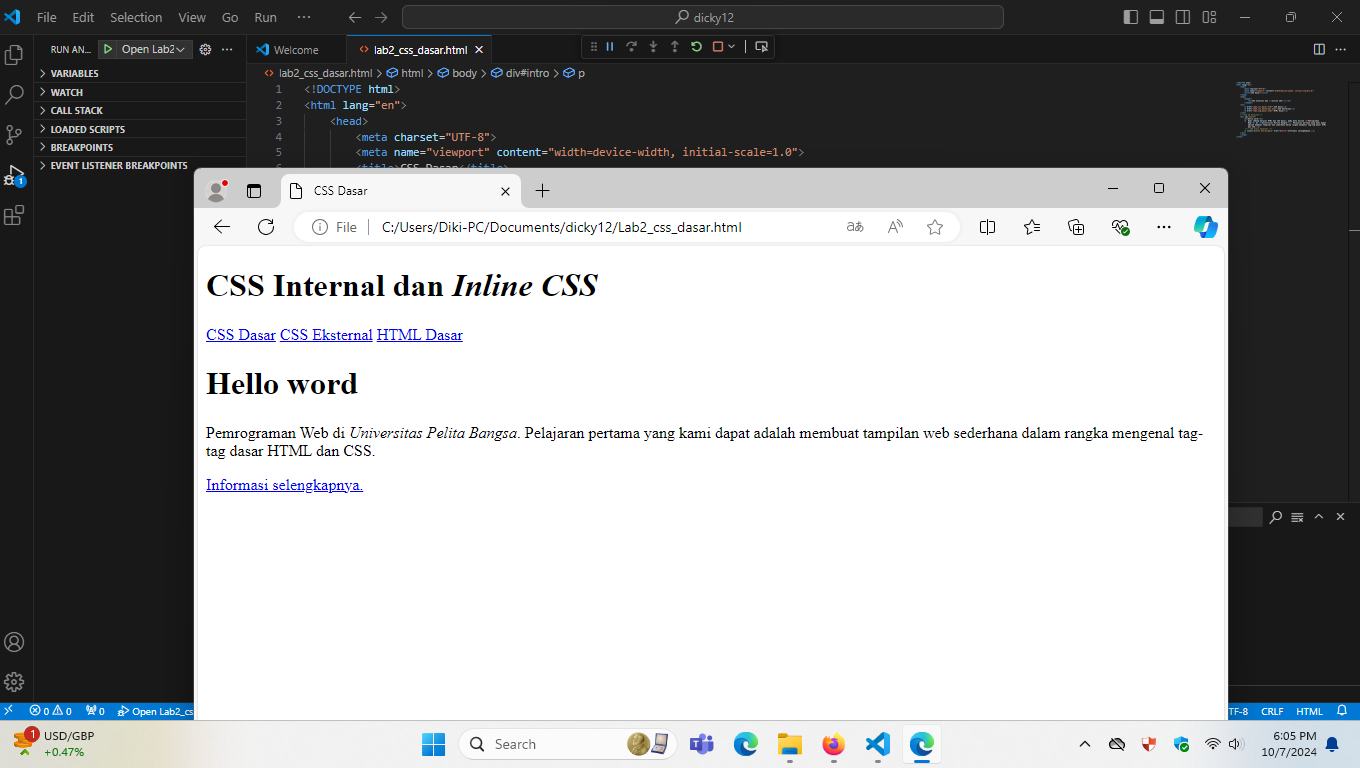 File Edit Selection View Go Run ··· dicky12
RUN AN... Open Lab2 ···
Welcome lab2_css_dasar.html
VARIABLES
WATCH
CALL STACK
LOADED SCRIPTS
BREAKPOINTS
EVENT LISTENER BREAKPOINTS
1
lab2_css_dasar.html > html > body > div#intro > p
1 <!DOCTYPE html>
2 <html lang="en">
3 <head>
4 <meta charset="UTF-8">
5 <meta name="viewport" content="width=device-width, initial-scale=1.0">
CSS Dasar
File C:/Users/Diki-PC/Documents/dicky12/Lab2_css_dasar.html
CSS Internal dan Inline CSS
CSS Dasar CSS Eksternal HTML Dasar
Hello word
Pemrograman Web di Universitas Pelita Bangsa. Pelajaran pertama yang kami dapat adalah membuat tampilan web sederhana dalam rangka mengenal tag-
tag dasar HTML dan CSS.
Informasi selengkapnya.
0 0 0 Open Lab2_cs
TF-8 CRLF HTML
1
USD/GBP
+0.47%
Search
6:05 PM
10/7/2024